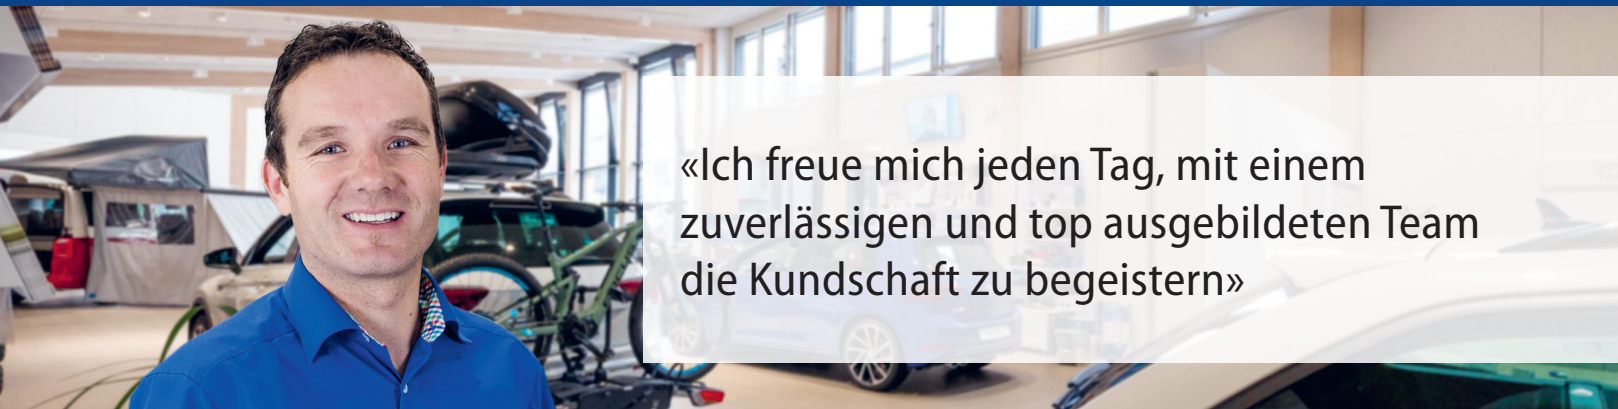 «Ich freue mich jeden Tag, mit einem
zuverlässigen und top ausgebildeten Team
die Kundschaft zu begeistern»